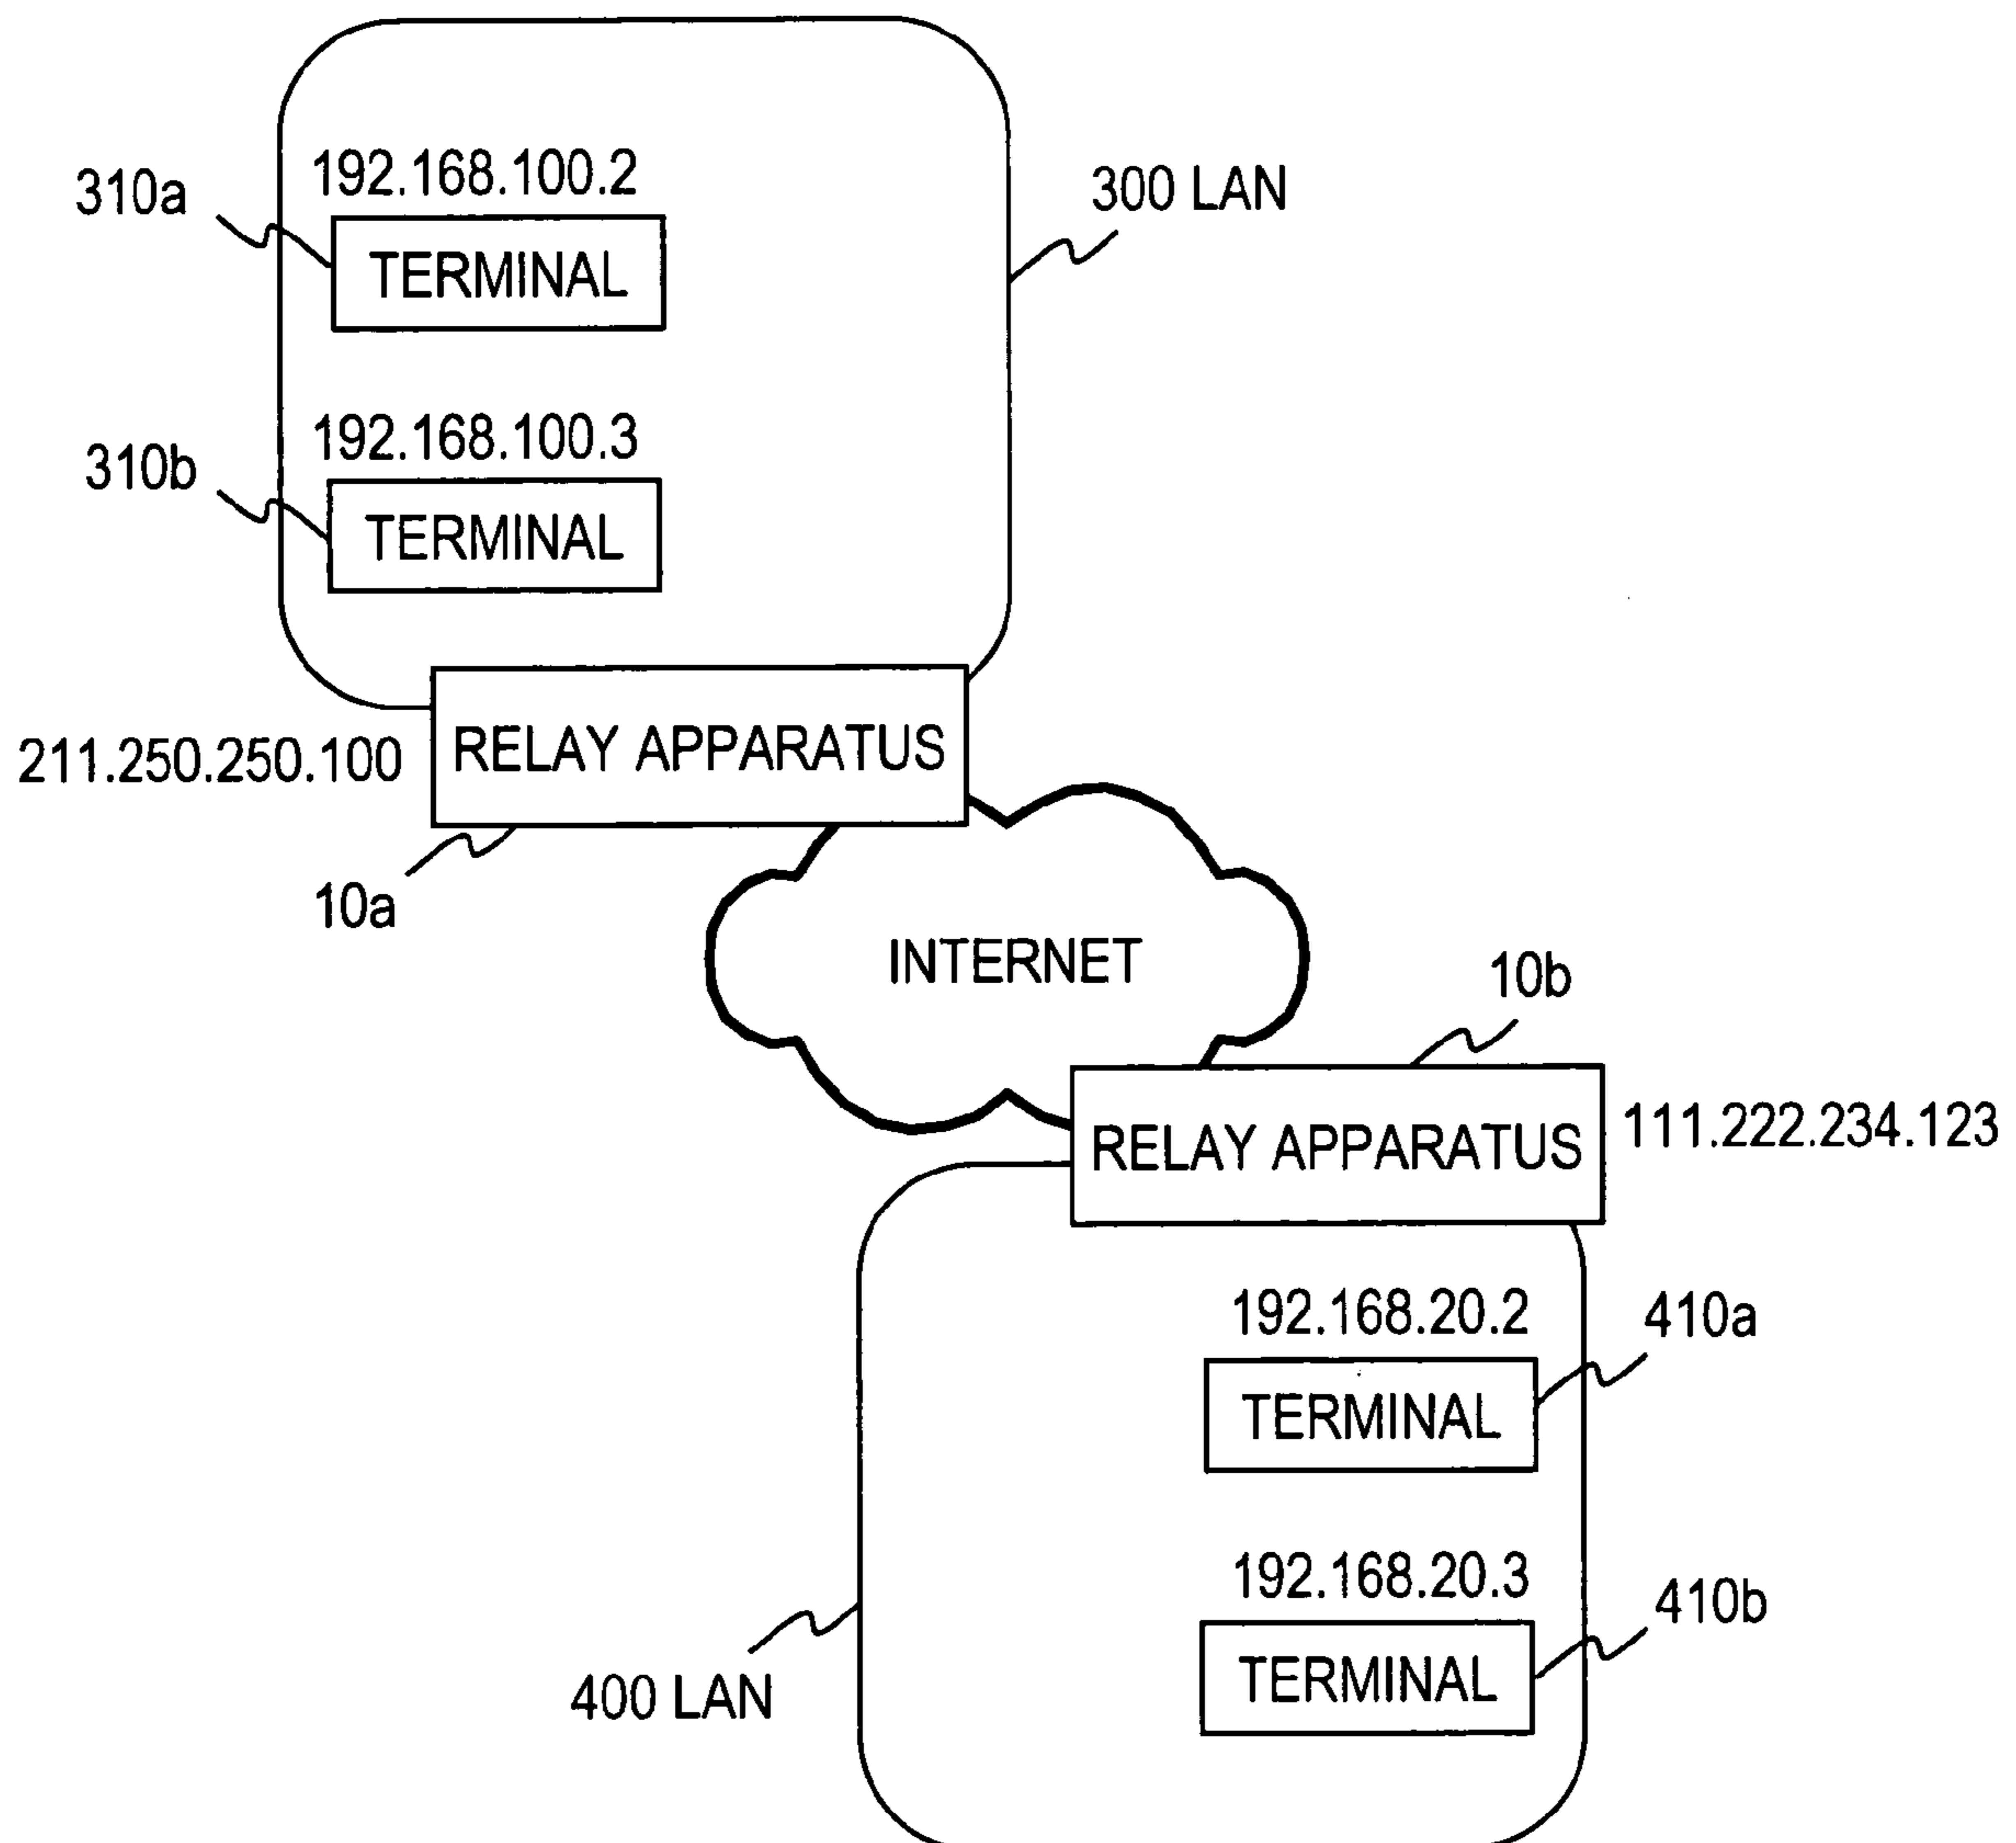 192.168.100.2
310a
300 LAN
TERMINAL
192.168.100.3
310b
TERMINAL
211.250.250.100
RELAY APPARATUS
10a
INTERNET
10b
RELAY APPARATUS
111.222.234.123
192.168.20.2
410a
TERMINAL
192.168.20.3
410b
TERMINAL
400 LAN